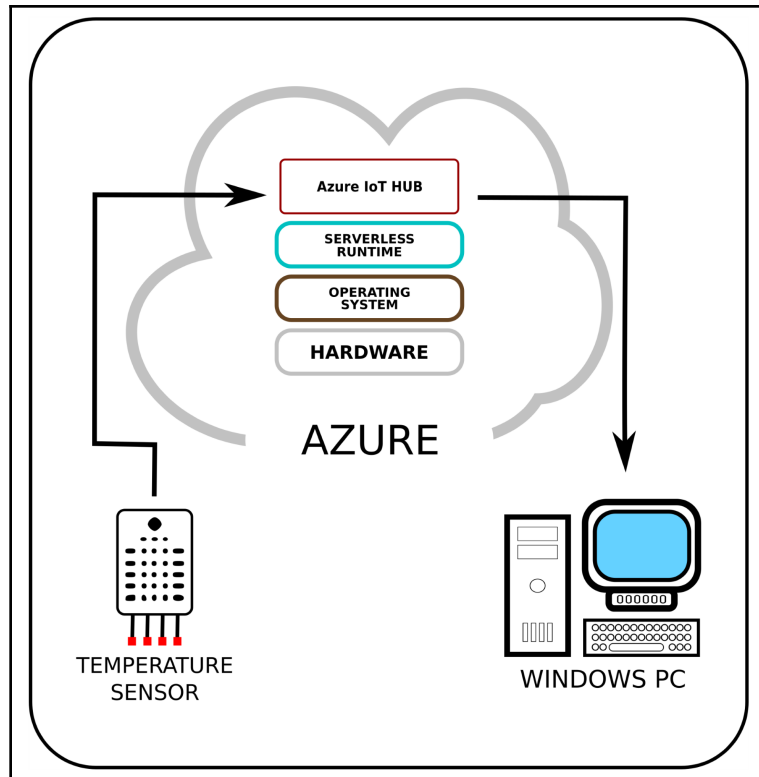 Azure IoT HUB
SERVERLESS
RUNTIME
OPERATING
SYSTEM
HARDWARE
AZURE
TEMPERATURE
SENSOR
WINDOWS PC